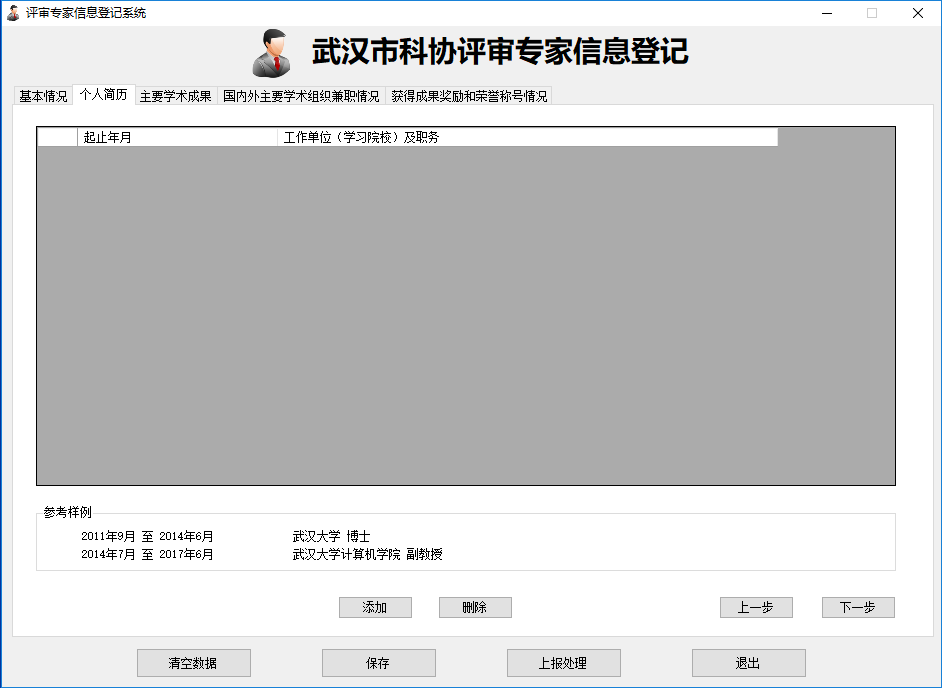 评审专家信息登记系统
武汉市科协评审专家信息登记
基本情况 个人简历 主要学术成果 国内外主要学术组织兼职情况 获得成果奖励和荣誉称号情况
起止年月 工作单位（学习院校）及职务
参考样例
2011年9月 至 2014年6月 武汉大学 博士
2014年7月 至 2017年6月 武汉大学计算机学院 副教授
添加 删除 上一步 下一步
清空数据 保存 上报处理 退出